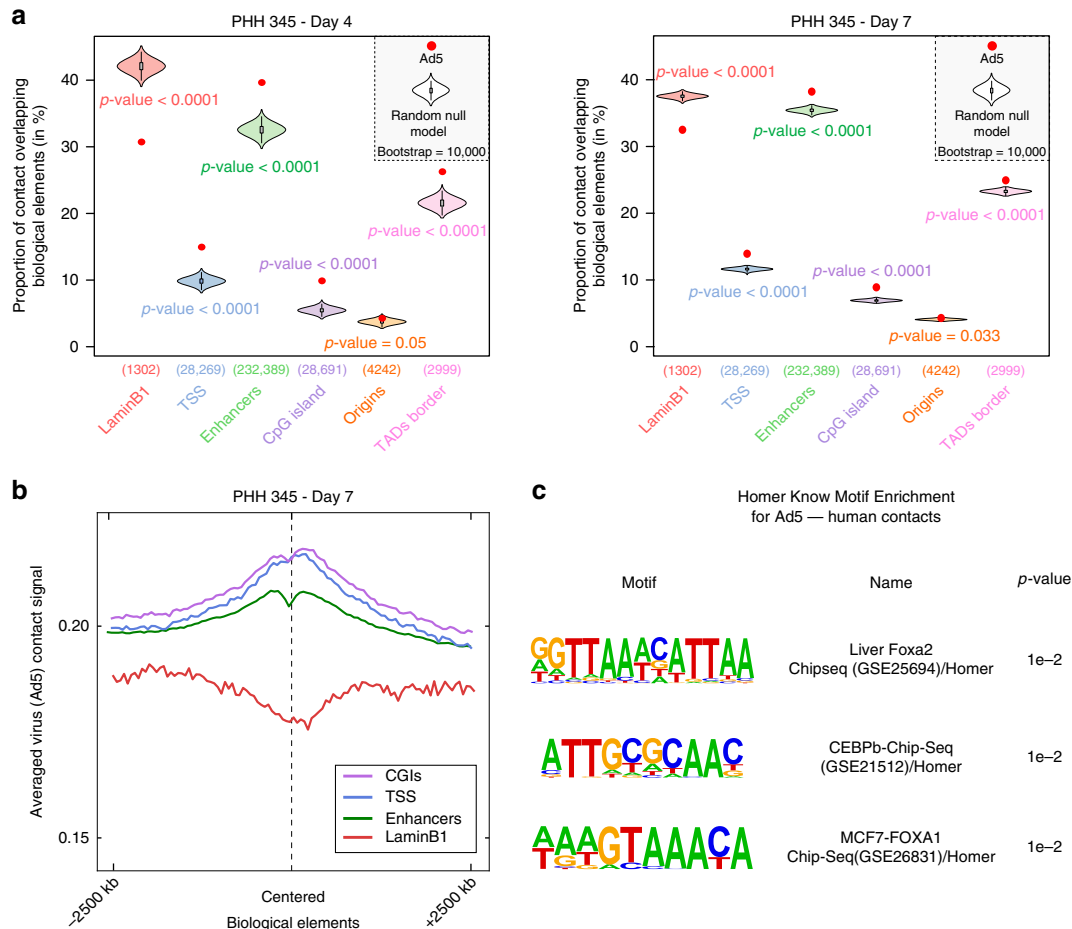 a
PHH 345 - Day 4
Proportion of contact overlapping
biological elements (in %)
40
30
20
10
0
p-value < 0.0001
p-value < 0.0001
p-value < 0.0001
p-value < 0.0001
p-value = 0.05
p-value < 0.0001
Ad5
Random null
model
Bootstrap = 10,000
(1302)
(28,269)
(232,389)
(28,691)
(4242)
(2999)
LaminB1
TSS
Enhancers
CpG island
Origins
TADs border
PHH 345 - Day 7
Proportion of contact overlapping
biological elements (in %)
40
30
20
10
0
p-value < 0.0001
p-value < 0.0001
p-value < 0.0001
p-value < 0.0001
p-value = 0.033
p-value < 0.0001
Ad5
Random null
model
Bootstrap = 10,000
(1302)
(28,269)
(232,389)
(28,691)
(4242)
(2999)
LaminB1
TSS
Enhancers
CpG island
Origins
TADs border
b
PHH 345 - Day 7
Averaged virus (Ad5) contact signal
0.20
0.15
CGIs
TSS
Enhancers
LaminB1
−2500 kb
Centered
Biological elements
+2500 kb
c
Homer Know Motif Enrichment
for Ad5 — human contacts
Motif Name p-value
GGTTAAACATTAA
Liver Foxa2
Chipseq (GSE25694)/Homer
1e−2
ATTGCGCAAC
CEBPb-Chip-Seq
(GSE21512)/Homer
1e−2
AAAGTAAACA
MCF7-FOXA1
Chip-Seq(GSE26831)/Homer
1e−2